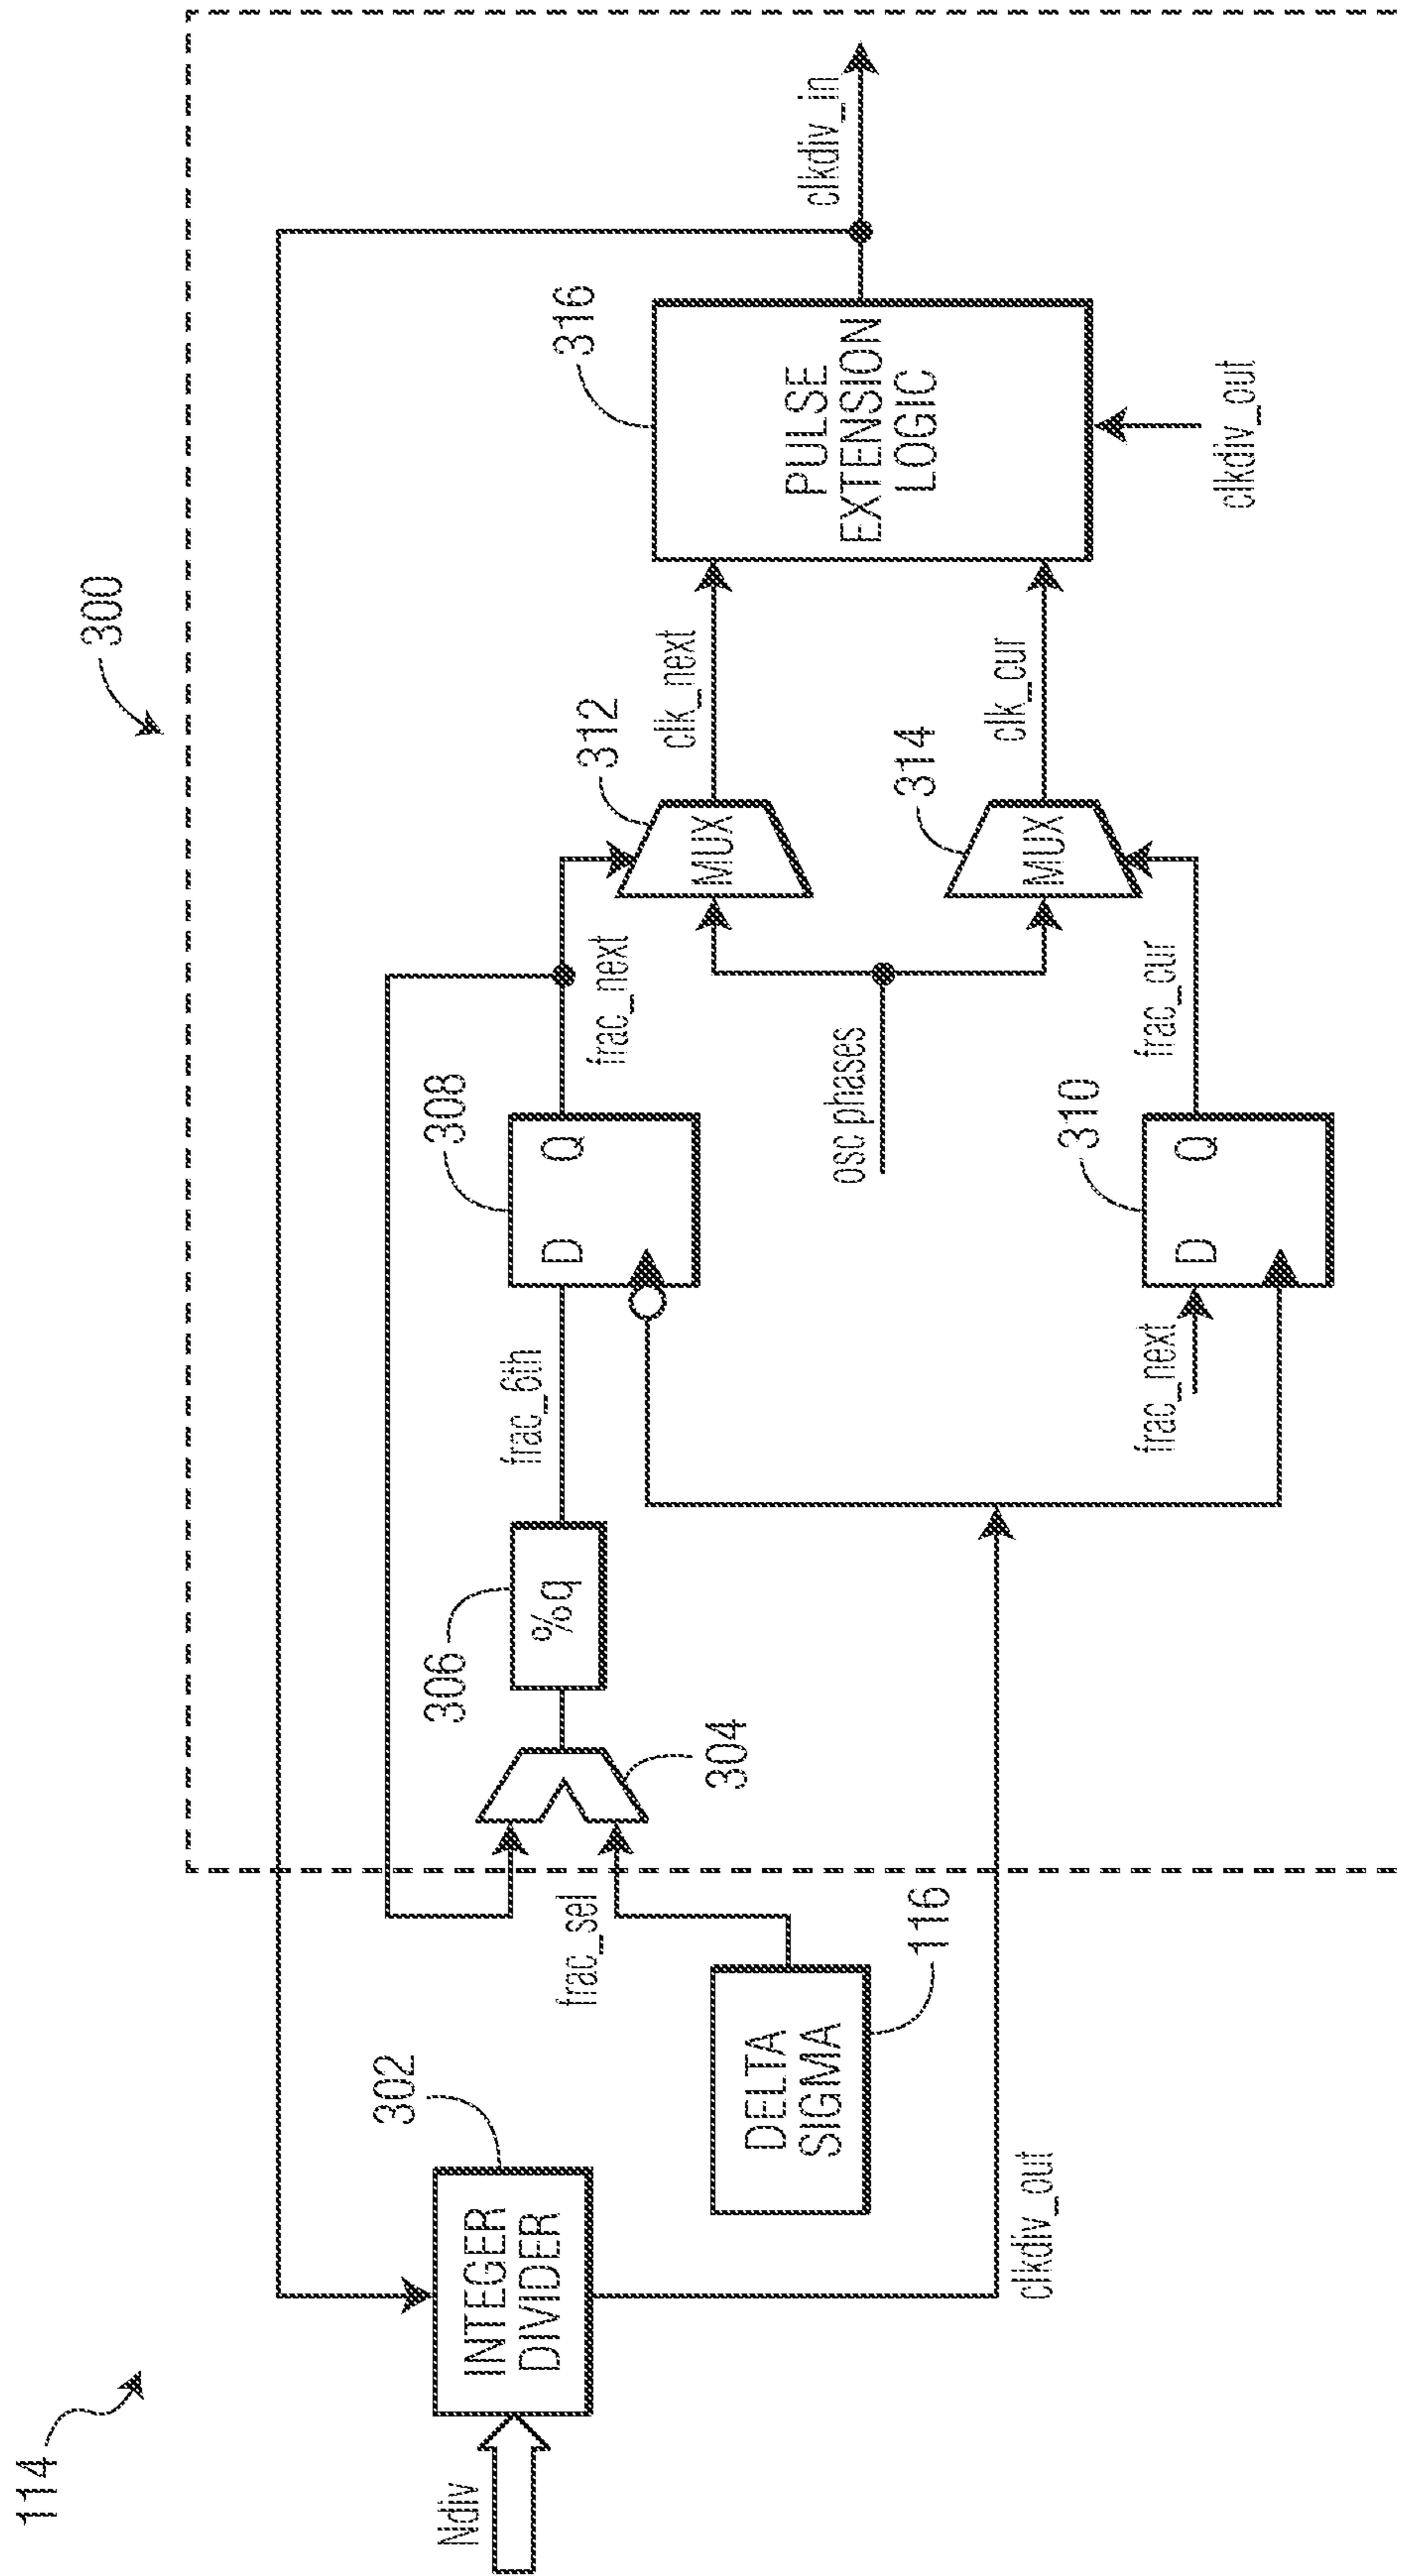 114
300
Ndiv
INTEGER
DIVIDER
302
DELTA
SIGMA
116
clkdiv_out
frac_sel
304
306
%q
frac_6th
308
D Q
frac_next
frac_next
310
D Q
frac_cur
osc phases
312
MUX
314
MUX
clk_next
clk_cur
316
PULSE
EXTENSION
LOGIC
clkdiv_out
clkdiv_in